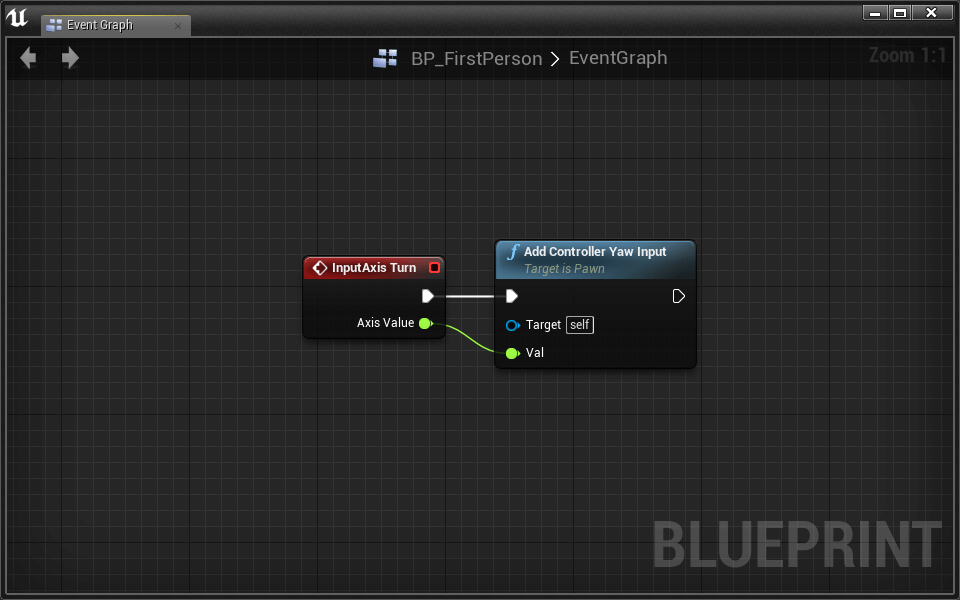 Event Graph
BP_FirstPerson > EventGraph
Zoom 1:1
Add Controller Yaw Input
Target is Pawn
InputAxis Turn
Axis Value
Target self
Val
BLUEPRINT